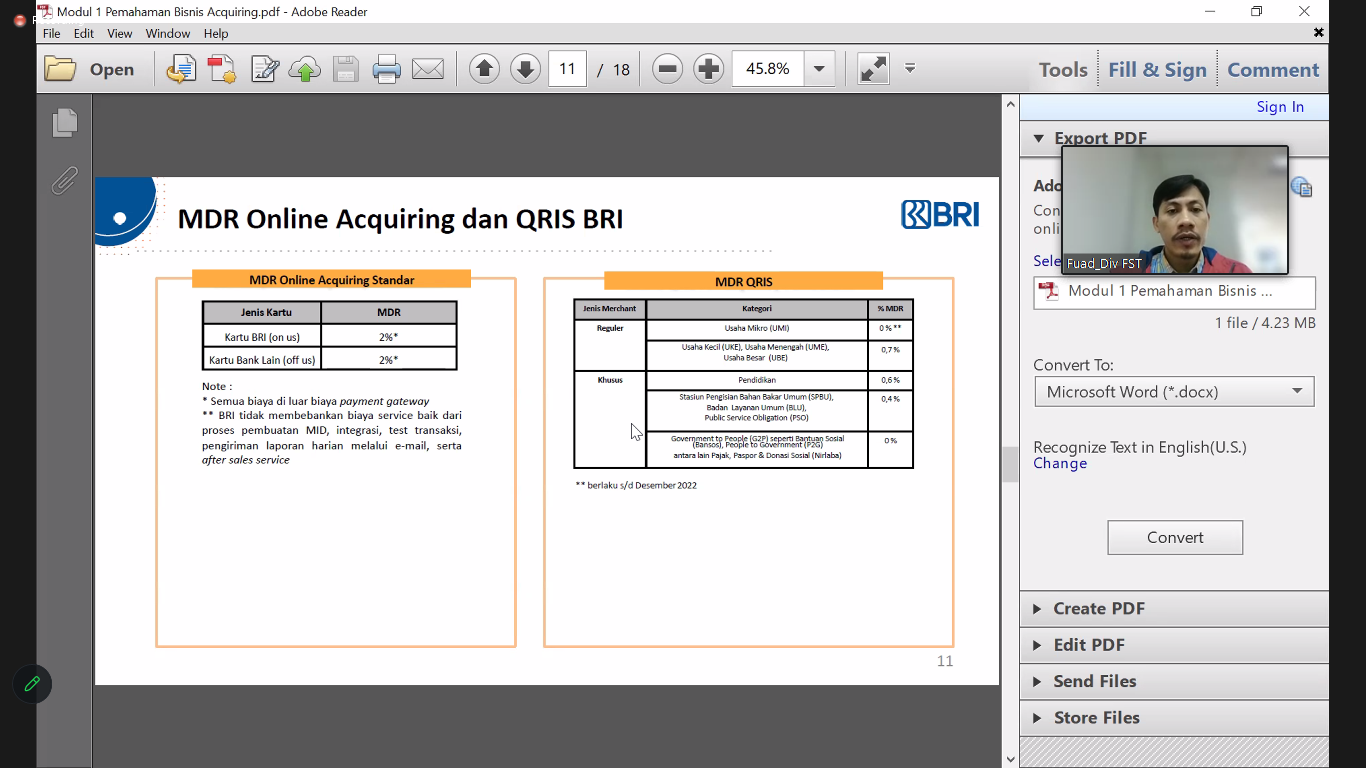 Modul 1 Pemahaman Bisnis Acquiring.pdf - Adobe Reader
File Edit View Window Help
Open
11 / 18
45.8%
Tools
Fill & Sign
Comment
Sign In
Export PDF
Fuad_Div FST
Modul 1 Pemahaman Bisnis ...
1 file / 4.23 MB
Convert To:
Microsoft Word (*.docx)
Recognize Text in English(U.S.)
Change
Convert
Create PDF
Edit PDF
Send Files
Store Files
MDR Online Acquiring dan QRIS BRI
BRI
MDR Online Acquiring Standar
Jenis Kartu MDR
Kartu BRI (on us) 2%*
Kartu Bank Lain (off us) 2%*
Note :
* Semua biaya di luar biaya payment gateway
** BRI tidak membebankan biaya service baik dari
proses pembuatan MID, integrasi, test transaksi,
pengiriman laporan harian melalui e-mail, serta
after sales service
MDR QRIS
Jenis Merchant Kategori % MDR
Reguler Usaha Mikro (UMI) 0 % **
Usaha Kecil (UKE), Usaha Menengah (UME),
Usaha Besar (UBE)
0,7 %
Khusus Pendidikan 0,6 %
Stasiun Pengisian Bahan Bakar Umum (SPBU),
Badan Layanan Umum (BLU),
Public Service Obligation (PSO)
0,4 %
Government to People (G2P) seperti Bantuan Sosial
(Bansos), People to Government (P2G)
antara lain Pajak, Paspor & Donasi Sosial (Nirlaba)
0 %
** berlaku s/d Desember 2022
11